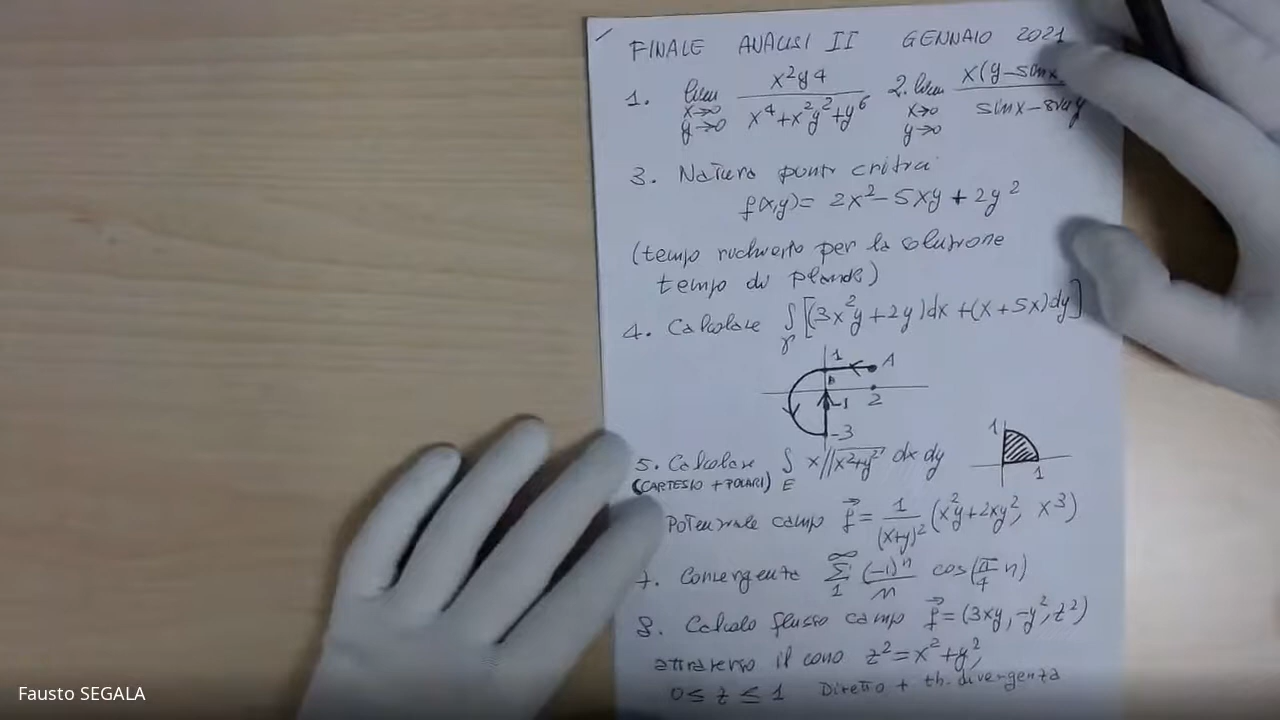 FINALE ANALISI II GENNAIO 2021
1. lim x→0 y→0 x²y4 / x⁴+x²y²+y⁶ 2. lim x→0 y→0 x(y-sinx / sinx-siny
3. Natura punti critici
f(x,y)= 2x²-5xy+2y²
(tempo richiesto per la soluzione
tempo di planck)
4. Calcolare ∫γ [(3x²y+2y)dx+(x+5x)dy]
1 A
-1 2
-3
5. Calcolare ∫E x/√x²+y² dx dy
1
1
(CARTESIO + POLARI)
Potenziale campo f⃗= 1/(x+y)² (x²y+2xy², x³)
7. Convergenza ∞ Σ 1 (-1)ⁿ/n cos(π/4 n)
8. Calcolo flusso campo f⃗=(3xy,-y²,z²)
attraverso il cono z²=x²+y²,
0≤z≤1 Diretto + th.divergenza
Fausto SEGALA